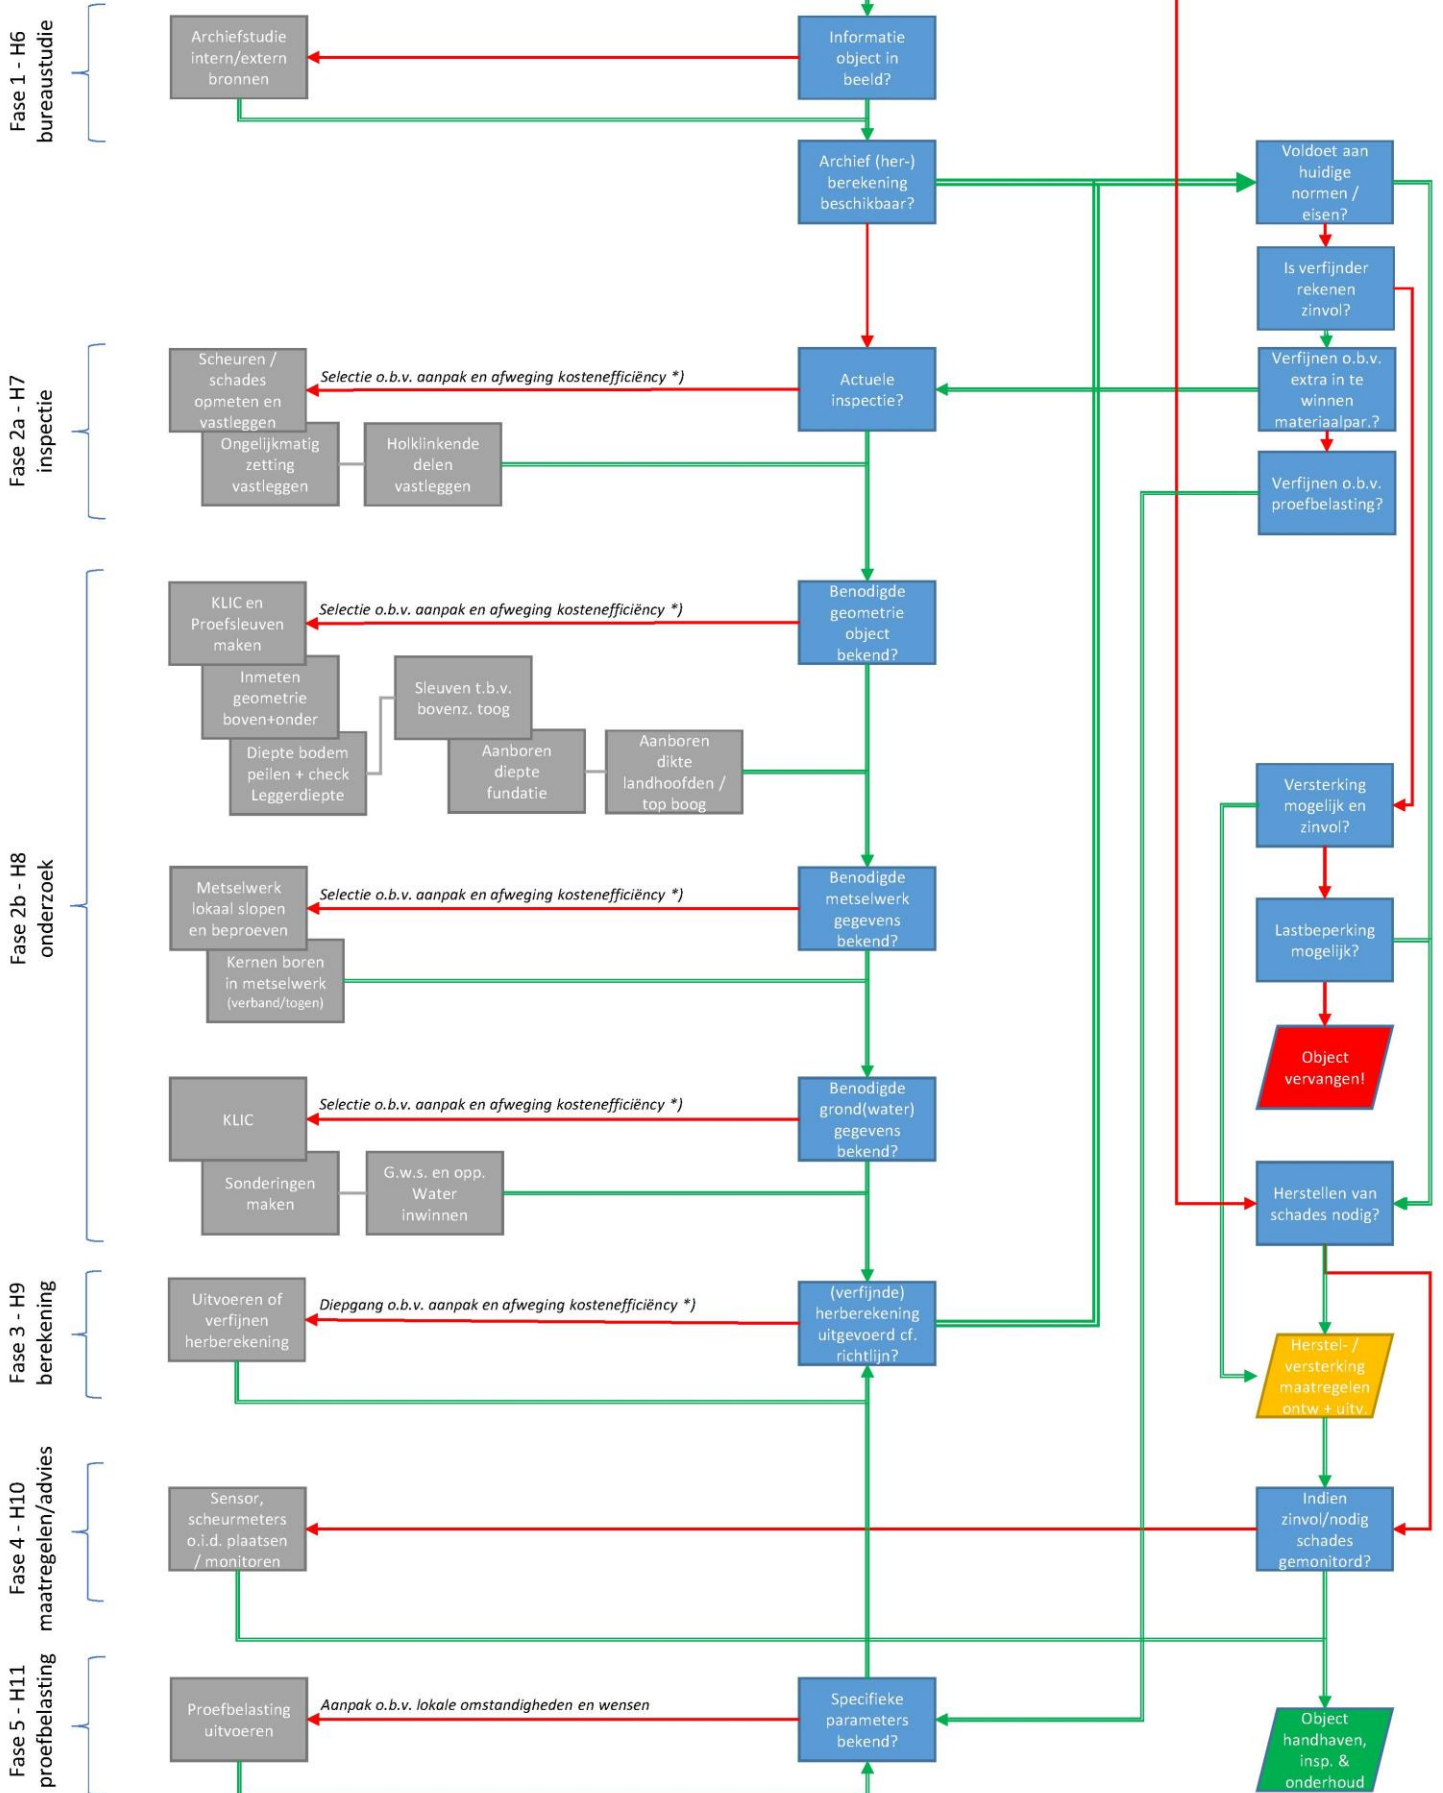 Fase 1 - H6
bureaustudie
Archiefstudie
intern/extern
bronnen
Informatie
object in
beeld?
Archief (her-)
berekening
beschikbaar?
Voldoet aan
huidige
normen /
eisen?
Is verfijnder
rekenen
zinvol?
Fase 2a - H7
inspectie
Scheuren /
schades
opmeten en
vastleggen
Selectie o.b.v. aanpak en afweging kostenefficiëncy *)
Actuele
inspectie?
Verfijnen o.b.v.
extra in te
winnen
materiaalpar.?
Ongelijkmatig
zetting
vastleggen
Holklinkende
delen
vastleggen
Verfijnen o.b.v.
proefbelasting?
Fase 2b - H8
onderzoek
KLIC en
Proefsleuven
maken
Selectie o.b.v. aanpak en afweging kostenefficiëncy *)
Benodigde
geometrie
object
bekend?
Inmeten
geometrie
boven+onder
Sleuven t.b.v.
bovenz. toog
Diepte bodem
peilen + check
Leggerdiepte
Aanboren
diepte
fundatie
Aanboren
dikte
landhoofden /
top boog
Versterking
mogelijk en
zinvol?
Metselwerk
lokaal slopen
en beproeven
Selectie o.b.v. aanpak en afweging kostenefficiëncy *)
Benodigde
metselwerk
gegevens
bekend?
Lastbeperking
mogelijk?
Kernen boren
in metselwerk
(verband/togen)
Object
vervangen!
KLIC
Selectie o.b.v. aanpak en afweging kostenefficiëncy *)
Benodigde
grond(water)
gegevens
bekend?
Sonderingen
maken
G.w.s. en opp.
Water
inwinnen
Herstellen van
schades nodig?
Fase 3 - H9
berekening
Uitvoeren of
verfijnen
herberekening
Diepgang o.b.v. aanpak en afweging kostenefficiëncy *)
(verfijnde)
herberekening
uitgevoerd cf.
richtlijn?
Herstel- /
versterking
maatregelen
ontw + uitv.
Fase 4 - H10
maatregelen/advies
Sensor,
scheurmeters
o.i.d. plaatsen
/ monitoren
Indien
zinvol/nodig
schades
gemonitord?
Fase 5 - H11
proefbelasting
Proefbelasting
uitvoeren
Aanpak o.b.v. lokale omstandigheden en wensen
Specifieke
parameters
bekend?
Object
handhaven,
insp. &
onderhoud